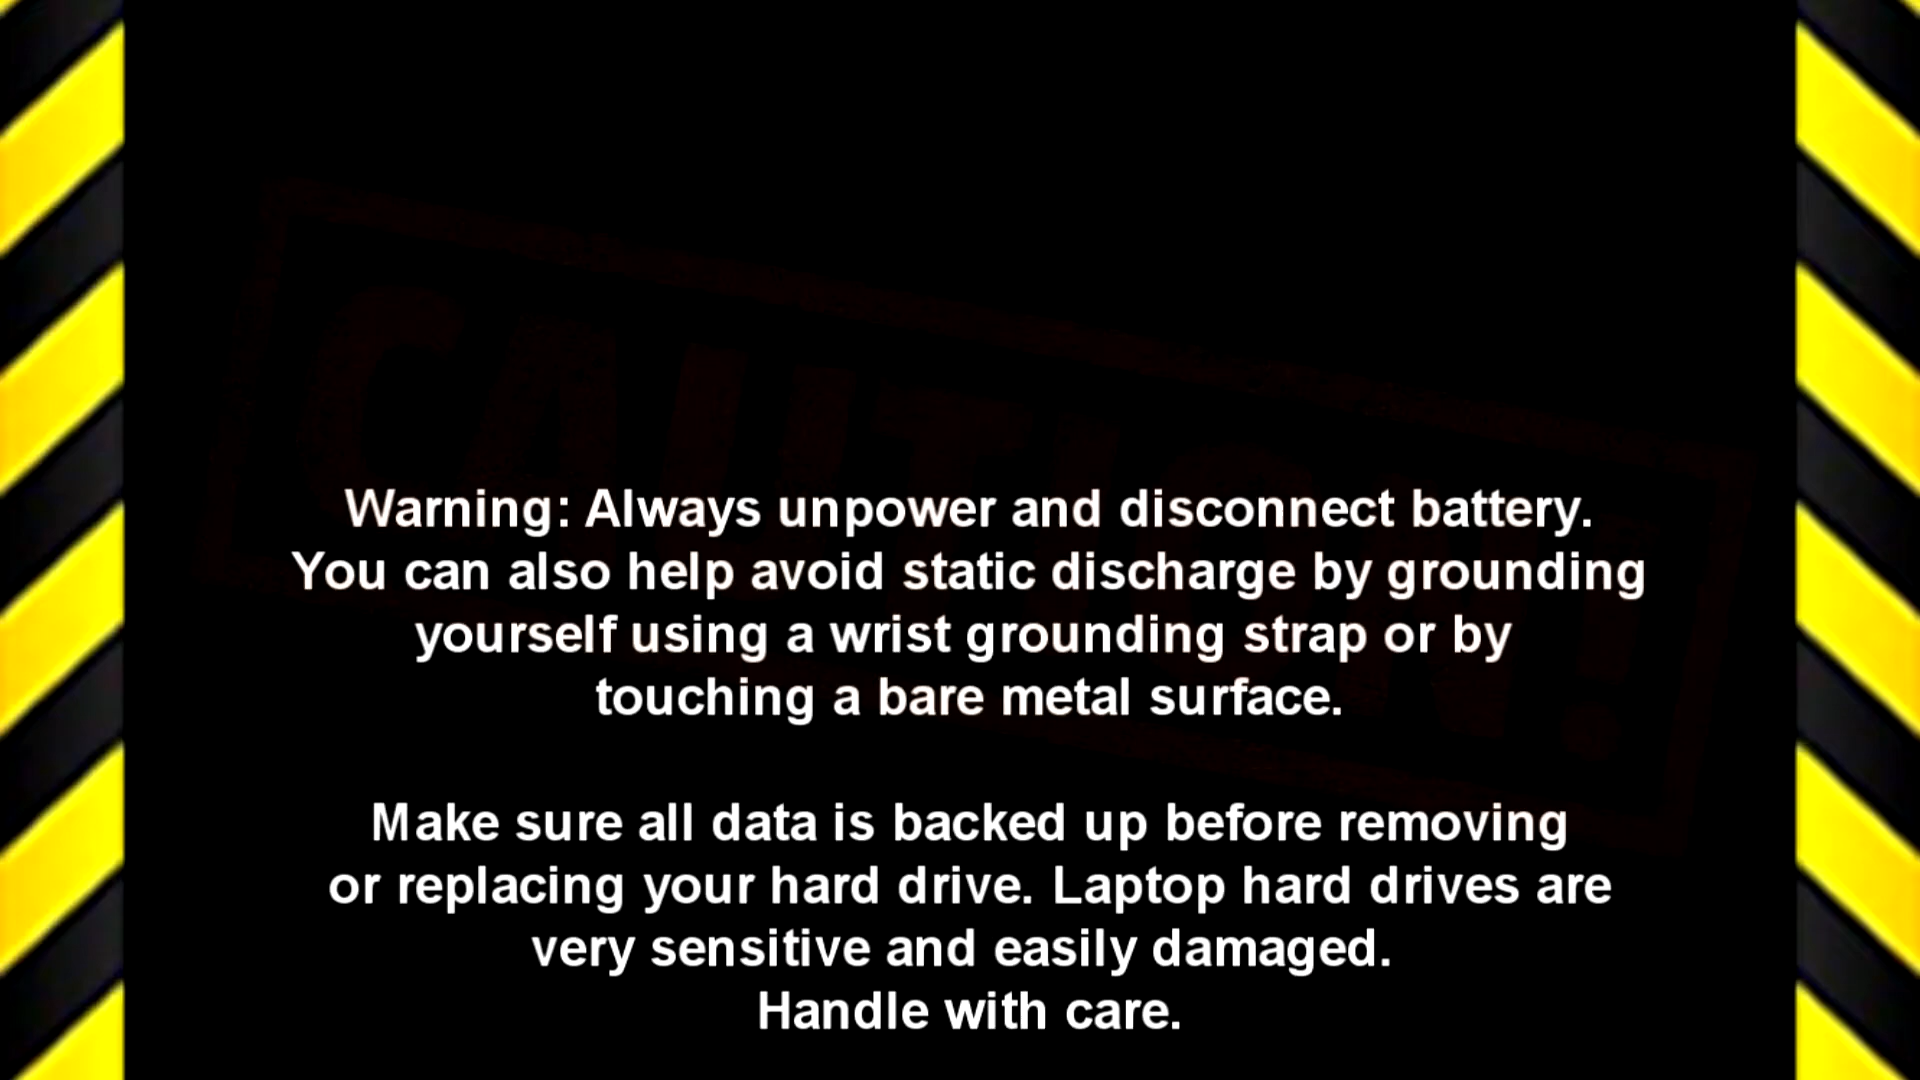 CAUTION!
Warning: Always unpower and disconnect battery.
You can also help avoid static discharge by grounding
yourself using a wrist grounding strap or by
touching a bare metal surface.
Make sure all data is backed up before removing
or replacing your hard drive. Laptop hard drives are
very sensitive and easily damaged.
Handle with care.